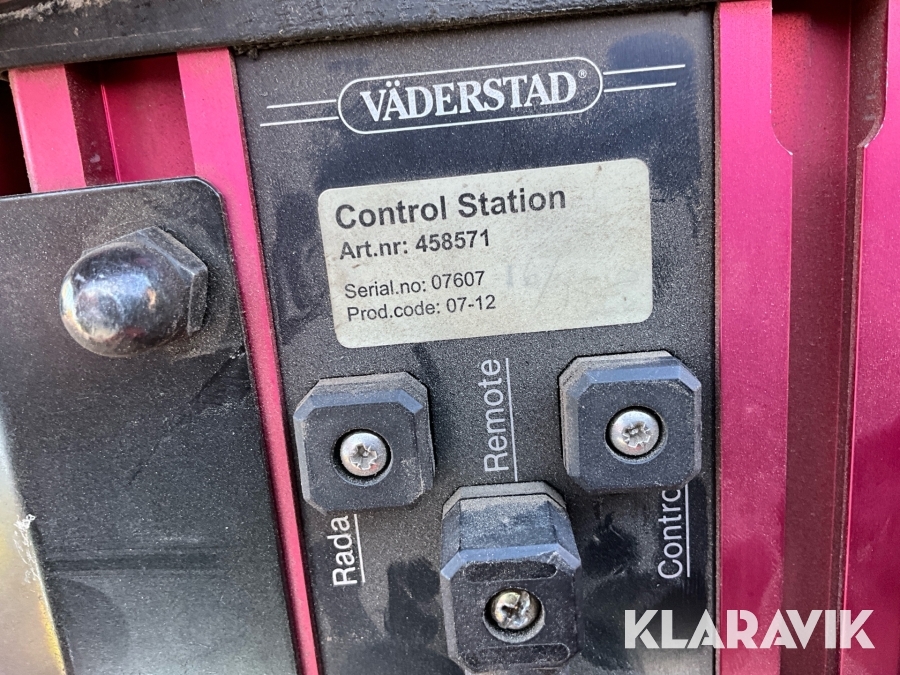 VÄDERSTAD®
Control Station
Art.nr: 458571
Serial.no: 07607
Prod.code: 07-12
Remote
Rada
Contro
KLARAVIK